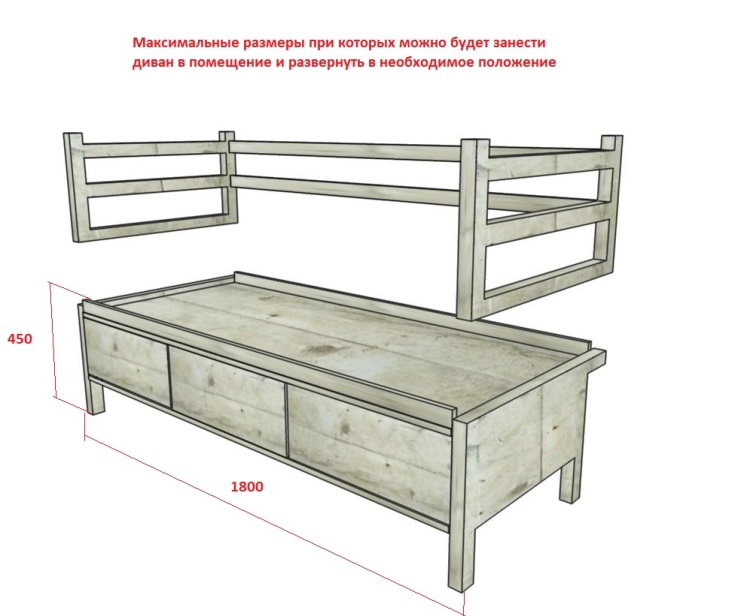 Максимальные размеры при которых можно будет занести
диван в помещение и развернуть в необходимое положение
450
1800